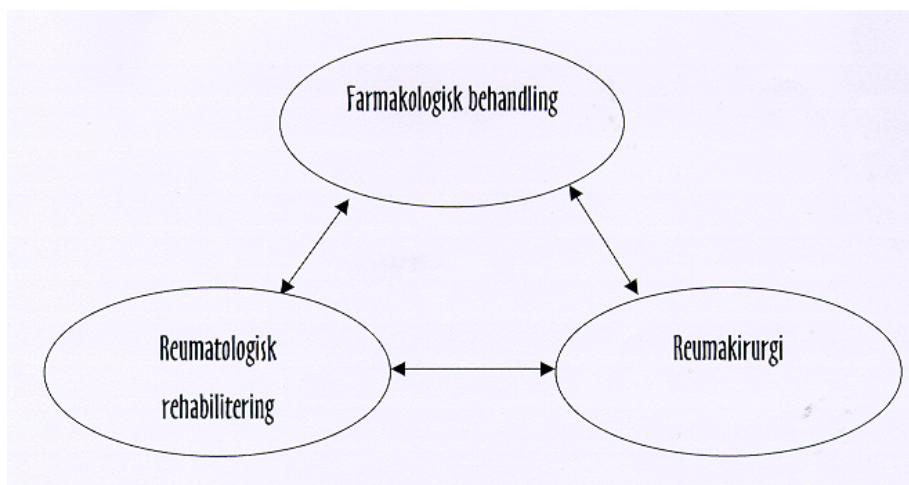 Farmakologisk behandling
Reumatologisk
rehabilitering
Reumakirurgi